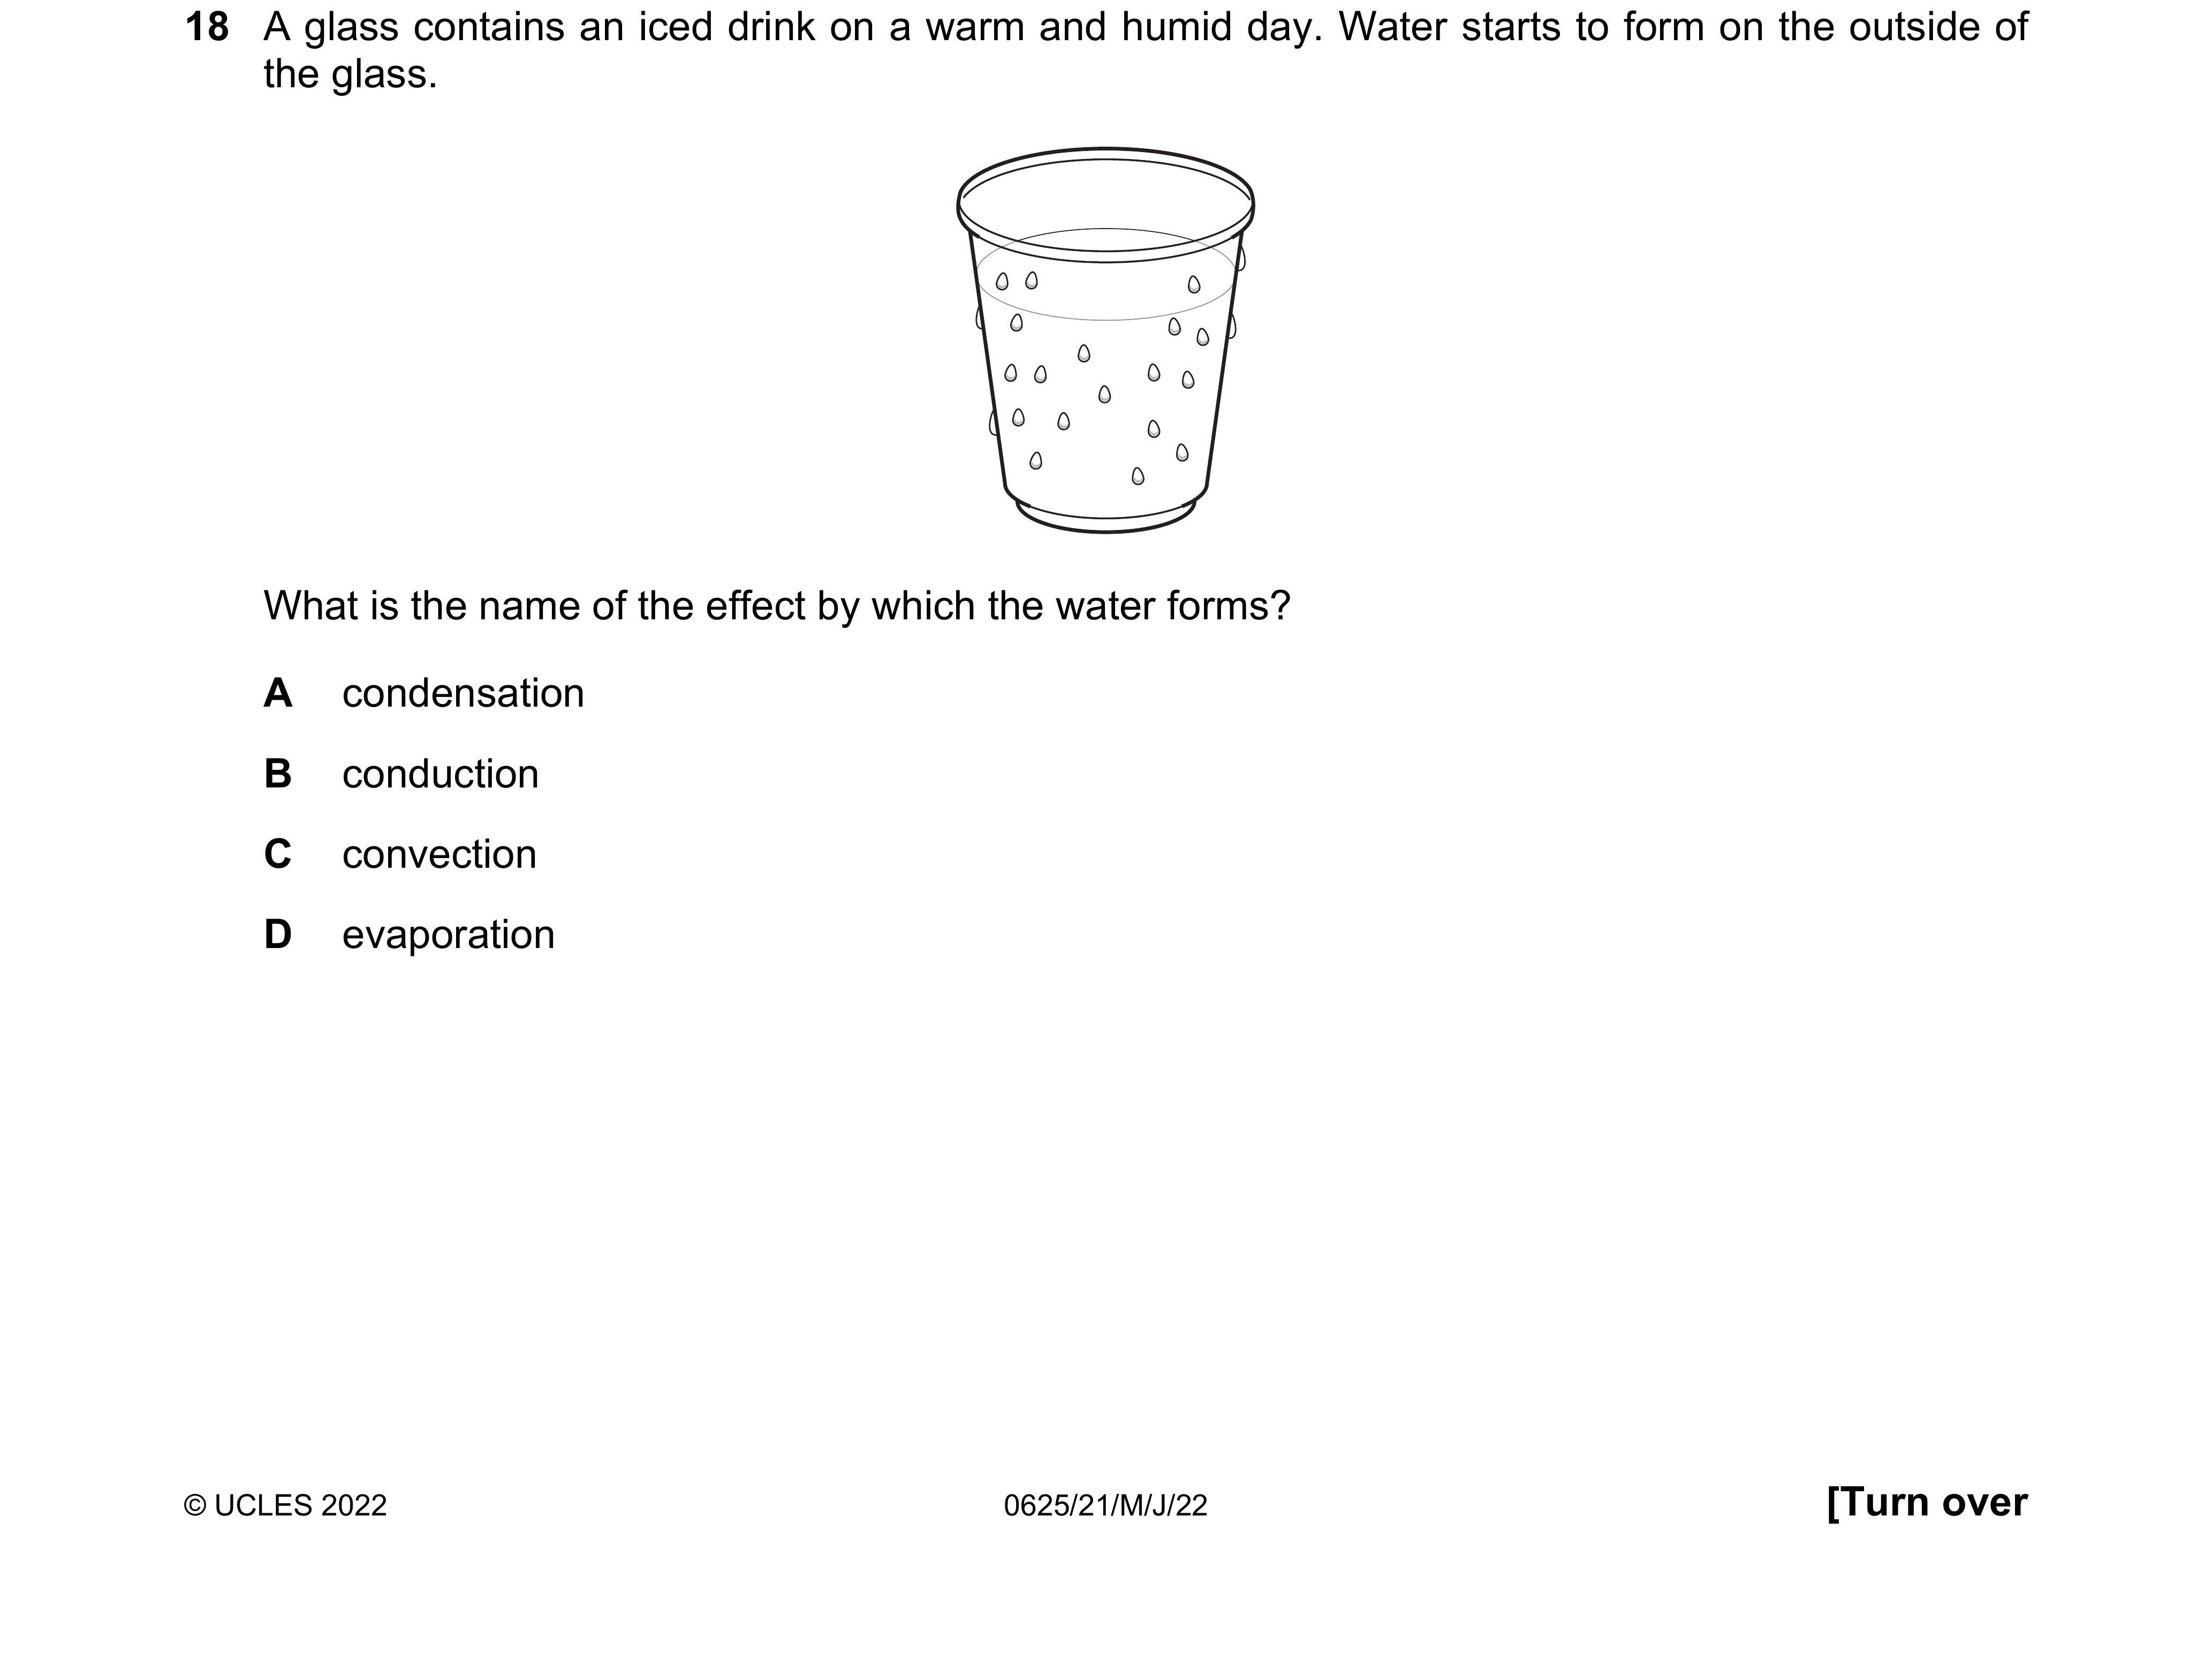 18 A glass contains an iced drink on a warm and humid day. Water starts to form on the outside of
the glass.
What is the name of the effect by which the water forms?
A condensation
B conduction
C convection
D evaporation
© UCLES 2022 0625/21/M/J/22 [Turn over